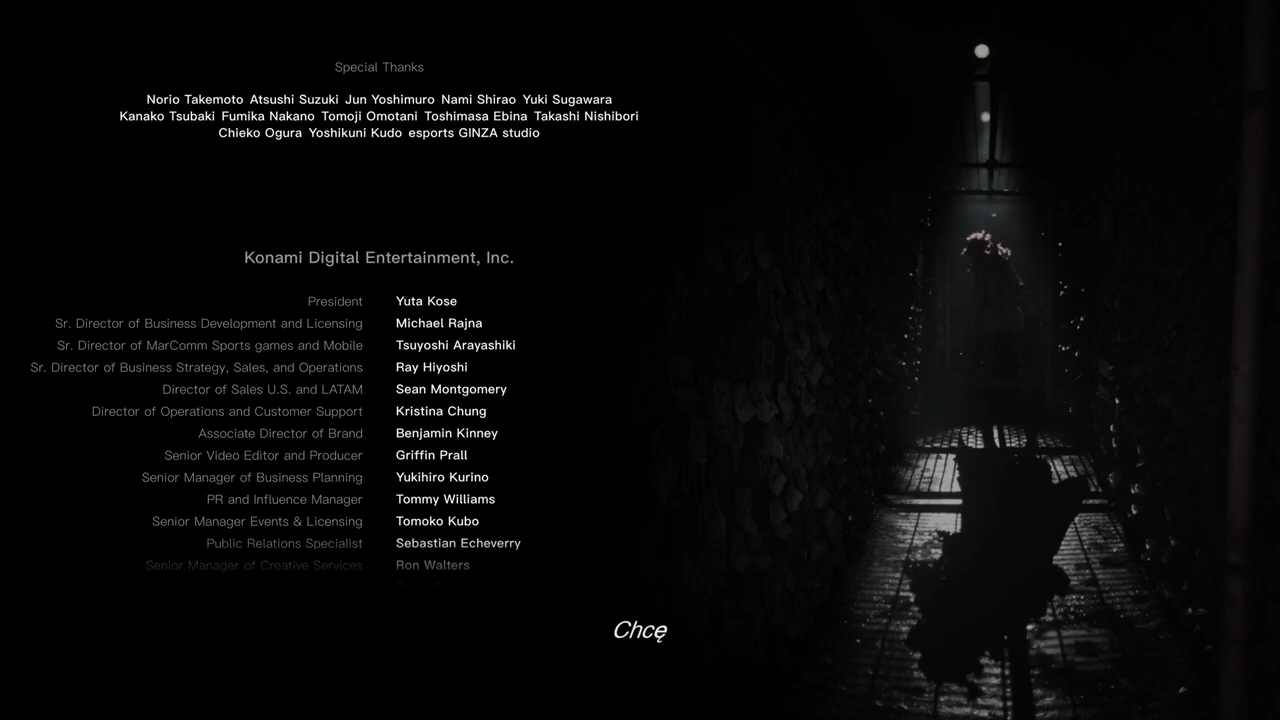 Special Thanks
Norio Takemoto Atsushi Suzuki Jun Yoshimuro Nami Shirao Yuki Sugawara
Kanako Tsubaki Fumika Nakano Tomoji Omotani Toshimasa Ebina Takashi Nishibori
Chieko Ogura Yoshikuni Kudo esports GINZA studio
Konami Digital Entertainment, Inc.
President Yuta Kose
Sr. Director of Business Development and Licensing Michael Rajna
Sr. Director of MarComm Sports games and Mobile Tsuyoshi Arayashiki
Sr. Director of Business Strategy, Sales, and Operations Ray Hiyoshi
Director of Sales U.S. and LATAM Sean Montgomery
Director of Operations and Customer Support Kristina Chung
Associate Director of Brand Benjamin Kinney
Senior Video Editor and Producer Griffin Prall
Senior Manager of Business Planning Yukihiro Kurino
PR and Influence Manager Tommy Williams
Senior Manager Events & Licensing Tomoko Kubo
Public Relations Specialist Sebastian Echeverry
Senior Manager of Creative Services Ron Walters
Chcę